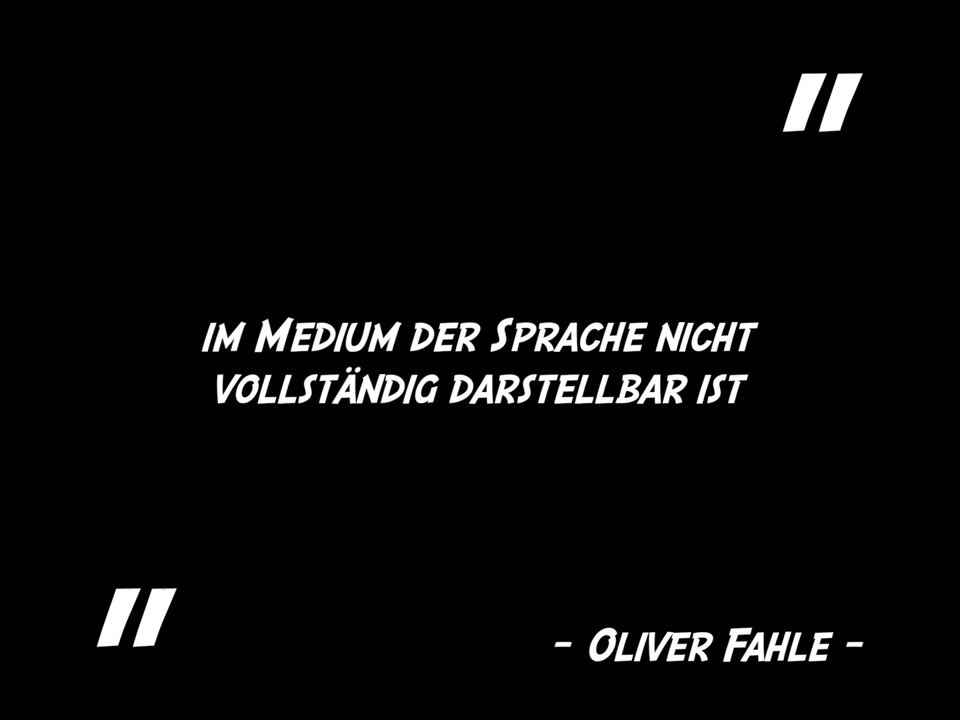 "
im Medium der Sprache nicht
vollständig darstellbar ist
"
- Oliver Fahle -